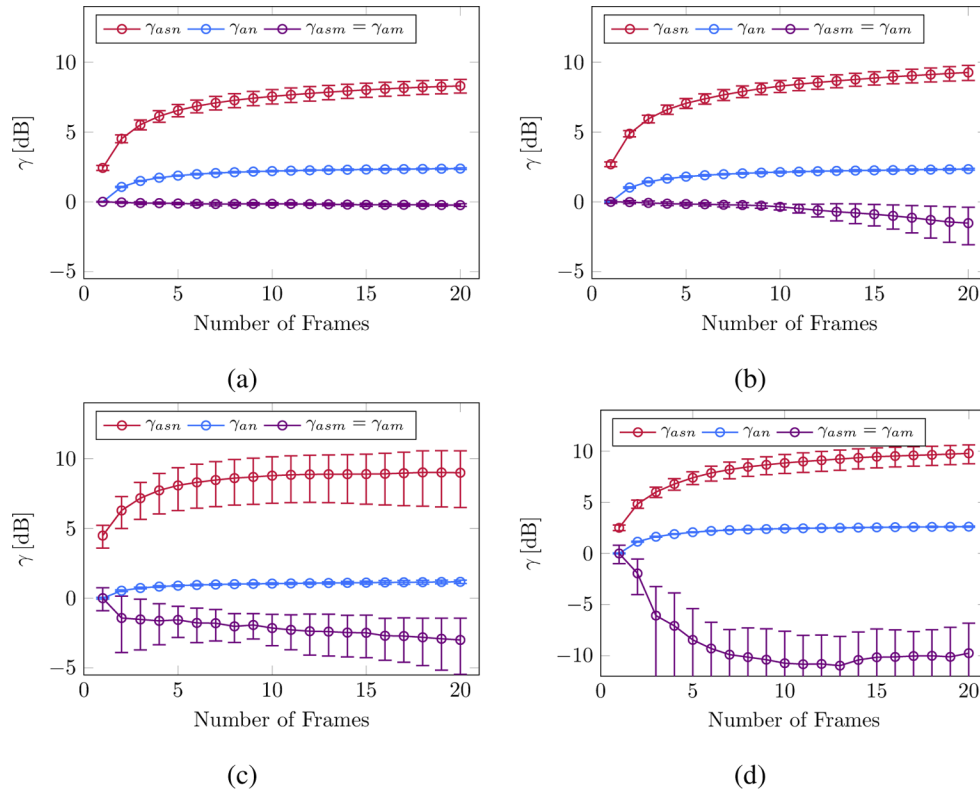 γasn γan γasm = γam
γasn γan γasm = γam
10
5
0
−5
γ [dB]
0 5 10 15 20
Number of Frames
(a)
10
5
0
−5
γ [dB]
0 5 10 15 20
Number of Frames
(b)
γasn γan γasm = γam
γasn γan γasm = γam
10
5
0
−5
γ [dB]
0 5 10 15 20
Number of Frames
(c)
10
5
0
−5
−10
γ [dB]
0 5 10 15 20
Number of Frames
(d)